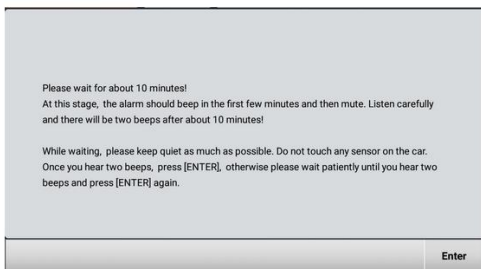 Please wait for about 10 minutes!
At this stage, the alarm should beep in the first few minutes and then mute. Listen carefully
and there will be two beeps after about 10 minutes!
While waiting, please keep quiet as much as possible. Do not touch any sensor on the car.
Once you hear two beeps, press [ENTER], otherwise please wait patiently until you hear two
beeps and press [ENTER] again.
Enter